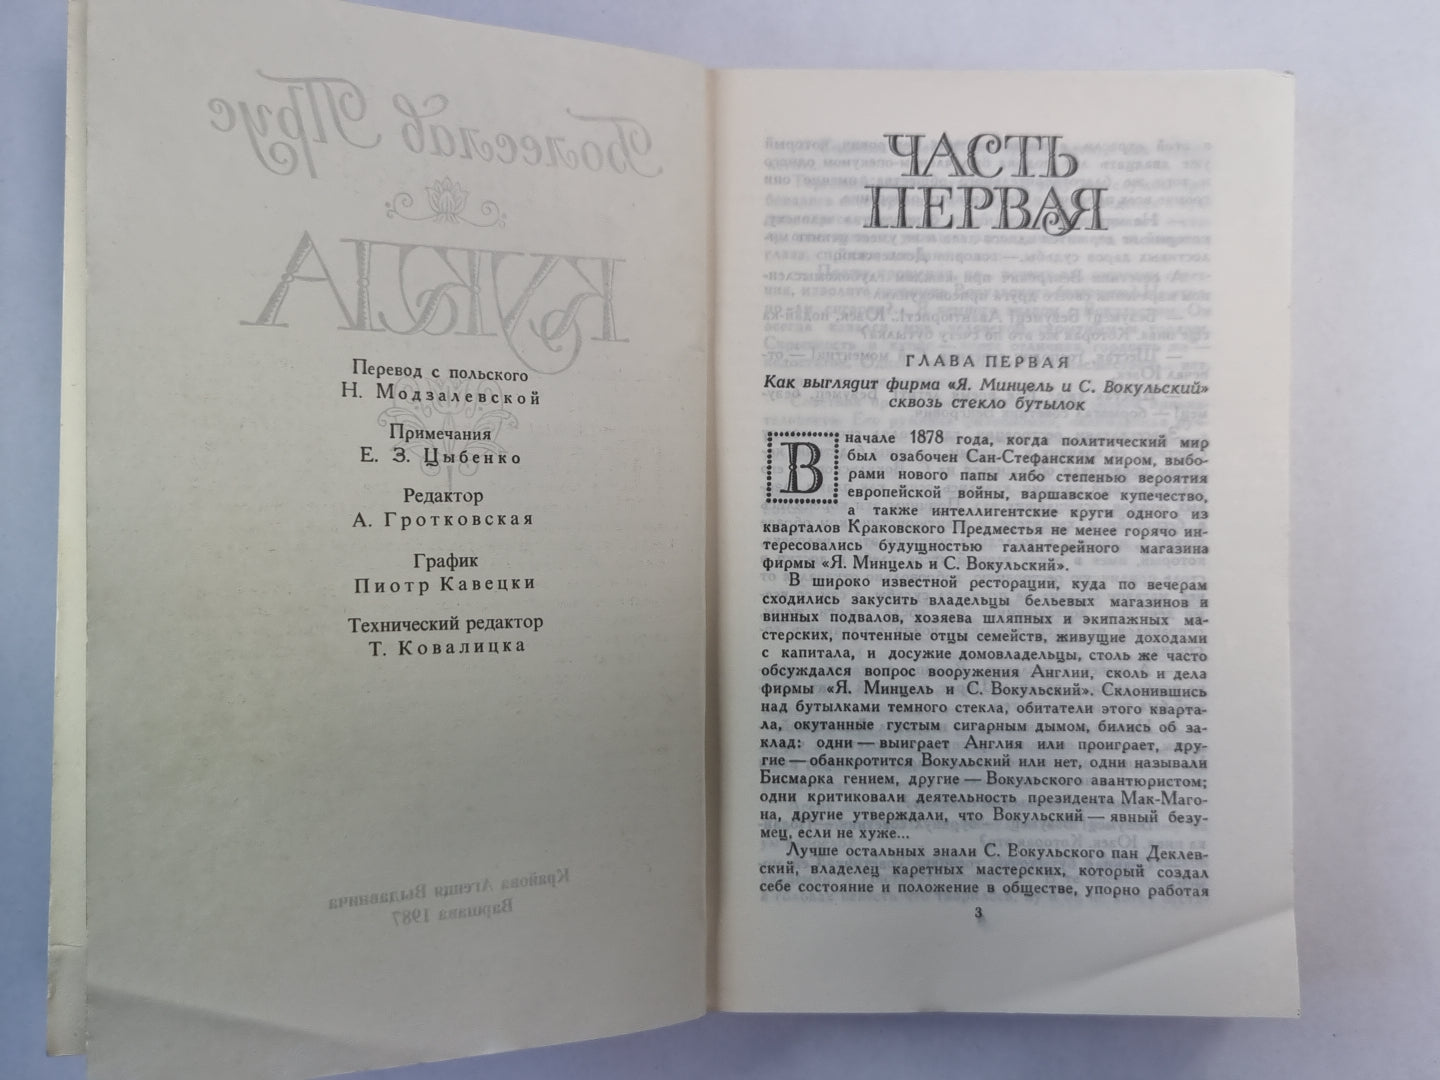 Болеслав Прус
КУКЛА
Перевод с польского
Н. Модзалевской
Примечания
Е. З. Цыбенко
Редактор
А. Гротковская
График
Пиотр Кавецки
Технический редактор
Т. Ковалицка
Крайова Агенция Выдавнича
Варшава 1987
ЧАСТЬ
ПЕРВАЯ
ГЛАВА ПЕРВАЯ
Как выглядит фирма «Я. Минцель и С. Вокульский»
сквозь стекло бутылок
В начале 1878 года, когда политический мир
был озабочен Сан-Стефанским миром, выбо-
рами нового папы либо степенью вероятия
европейской войны, варшавское купечество,
а также интеллигентские круги одного из
кварталов Краковского Предместья не менее горячо ин-
тересовались будущностью галантерейного магазина
фирмы «Я. Минцель и С. Вокульский».
В широко известной ресторации, куда по вечерам
сходились закусить владельцы бельевых магазинов и
винных подвалов, хозяева шляпных и экипажных ма-
стерских, почтенные отцы семейств, живущие доходами
с капитала, и досужие домовладельцы, столь же часто
обсуждался вопрос вооружения Англии, сколь и дела
фирмы «Я. Минцель и С. Вокульский». Склонившись
над бутылками темного стекла, обитатели этого кварта-
ла, окутанные густым сигарным дымом, бились об за-
клад: одни — выиграет Англия или проиграет, дру-
гие — обанкротится Вокульский или нет, одни называли
Бисмарка гением, другие — Вокульского авантюристом;
одни критиковали деятельность президента Мак-Маго-
на, другие утверждали, что Вокульский — явный безу-
мец, если не хуже...
Лучше остальных знали С. Вокульского пан Деклев-
ский, владелец каретных мастерских, который создал
себе состояние и положение в обществе, упорно работая
3